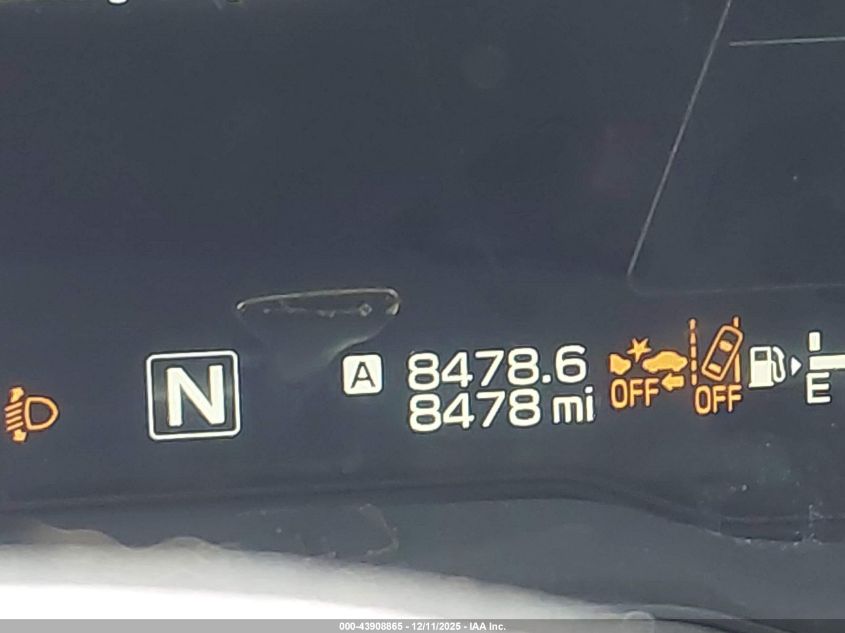 N
A 8478.6
8478 mi
OFF
OFF
E
000-43908865 - 12/11/2025 - IAA Inc.